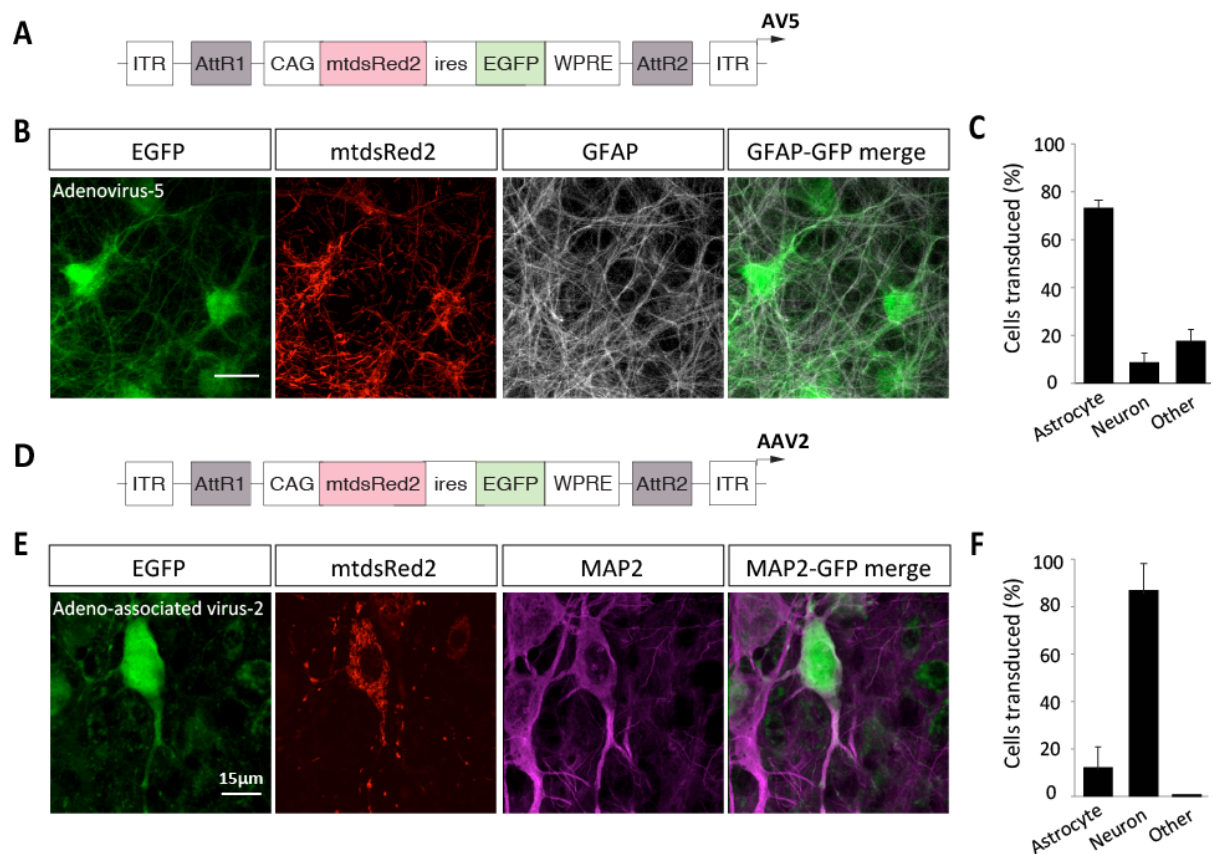 A
AV5
ITR AttR1 CAG mtdsRed2 ires EGFP WPRE AttR2 ITR
B
EGFP mtdsRed2 GFAP GFAP-GFP merge
Adenovirus-5
C
Cells transduced (%)
100
80
60
40
20
0
Astrocyte Neuron Other
D
AAV2
ITR AttR1 CAG mtdsRed2 ires EGFP WPRE AttR2 ITR
E
EGFP mtdsRed2 MAP2 MAP2-GFP merge
Adeno-associated virus-2
15µm
F
Cells transduced (%)
100
80
60
40
20
0
Astrocyte Neuron Other